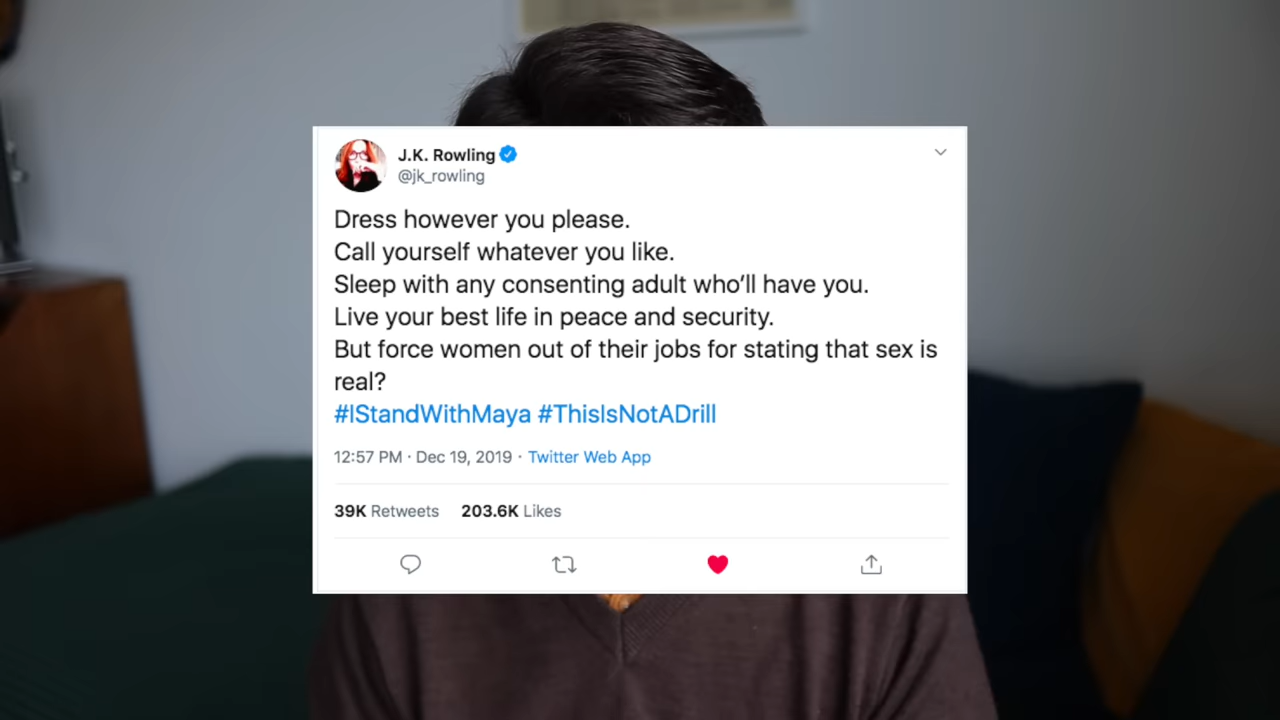 J.K. Rowling
@jk_rowling
Dress however you please.
Call yourself whatever you like.
Sleep with any consenting adult who'll have you.
Live your best life in peace and security.
But force women out of their jobs for stating that sex is
real?
#IStandWithMaya #ThisIsNotADrill
12:57 PM · Dec 19, 2019 · Twitter Web App
39K Retweets 203.6K Likes